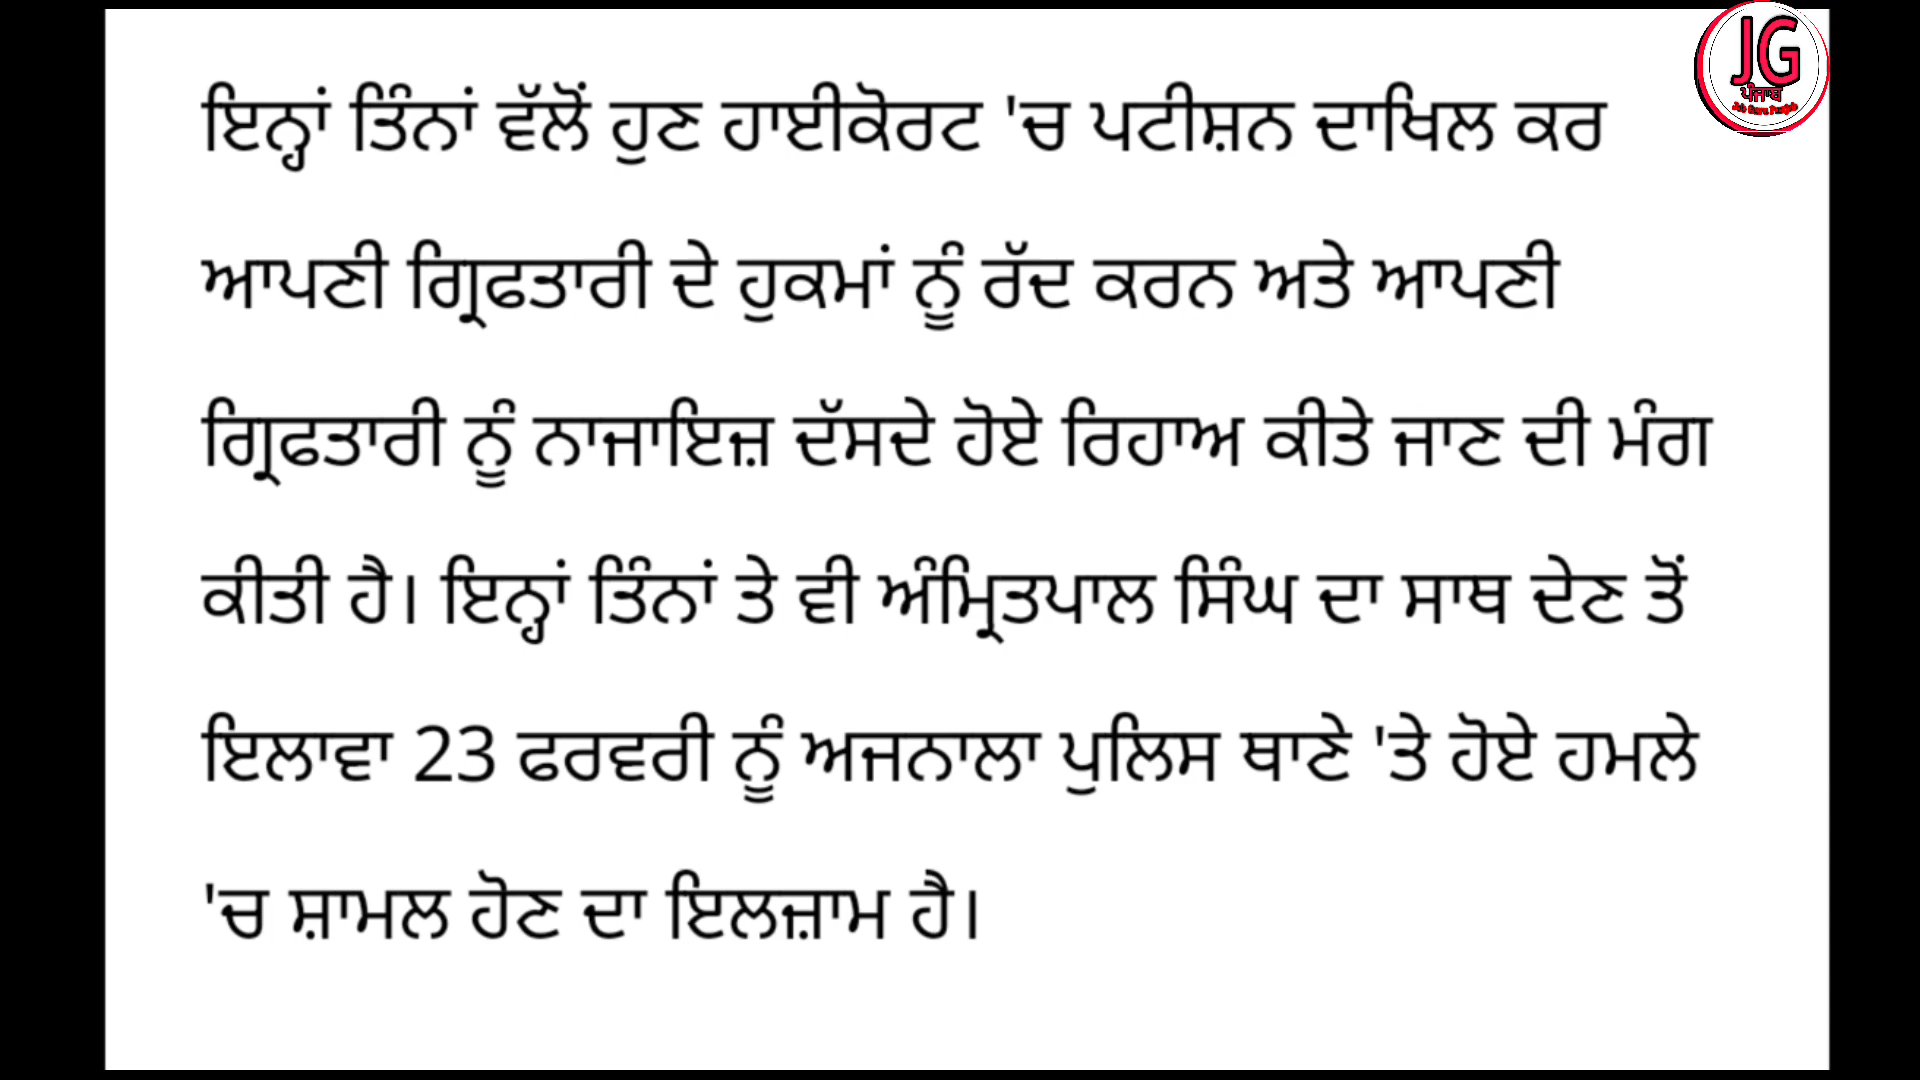 JG
ਪੰਜਾਬ
ਇਨ੍ਹਾਂ ਤਿੰਨਾਂ ਵੱਲੋਂ ਹੁਣ ਹਾਈਕੋਰਟ 'ਚ ਪਟੀਸ਼ਨ ਦਾਖਿਲ ਕਰ
ਆਪਣੀ ਗ੍ਰਿਫਤਾਰੀ ਦੇ ਹੁਕਮਾਂ ਨੂੰ ਰੱਦ ਕਰਨ ਅਤੇ ਆਪਣੀ
ਗ੍ਰਿਫਤਾਰੀ ਨੂੰ ਨਾਜਾਇਜ਼ ਦੱਸਦੇ ਹੋਏ ਰਿਹਾਅ ਕੀਤੇ ਜਾਣ ਦੀ ਮੰਗ
ਕੀਤੀ ਹੈ। ਇਨ੍ਹਾਂ ਤਿੰਨਾਂ ਤੇ ਵੀ ਅੰਮ੍ਰਿਤਪਾਲ ਸਿੰਘ ਦਾ ਸਾਥ ਦੇਣ ਤੋਂ
ਇਲਾਵਾ 23 ਫਰਵਰੀ ਨੂੰ ਅਜਨਾਲਾ ਪੁਲਿਸ ਥਾਣੇ 'ਤੇ ਹੋਏ ਹਮਲੇ
'ਚ ਸ਼ਾਮਲ ਹੋਣ ਦਾ ਇਲਜ਼ਾਮ ਹੈ।